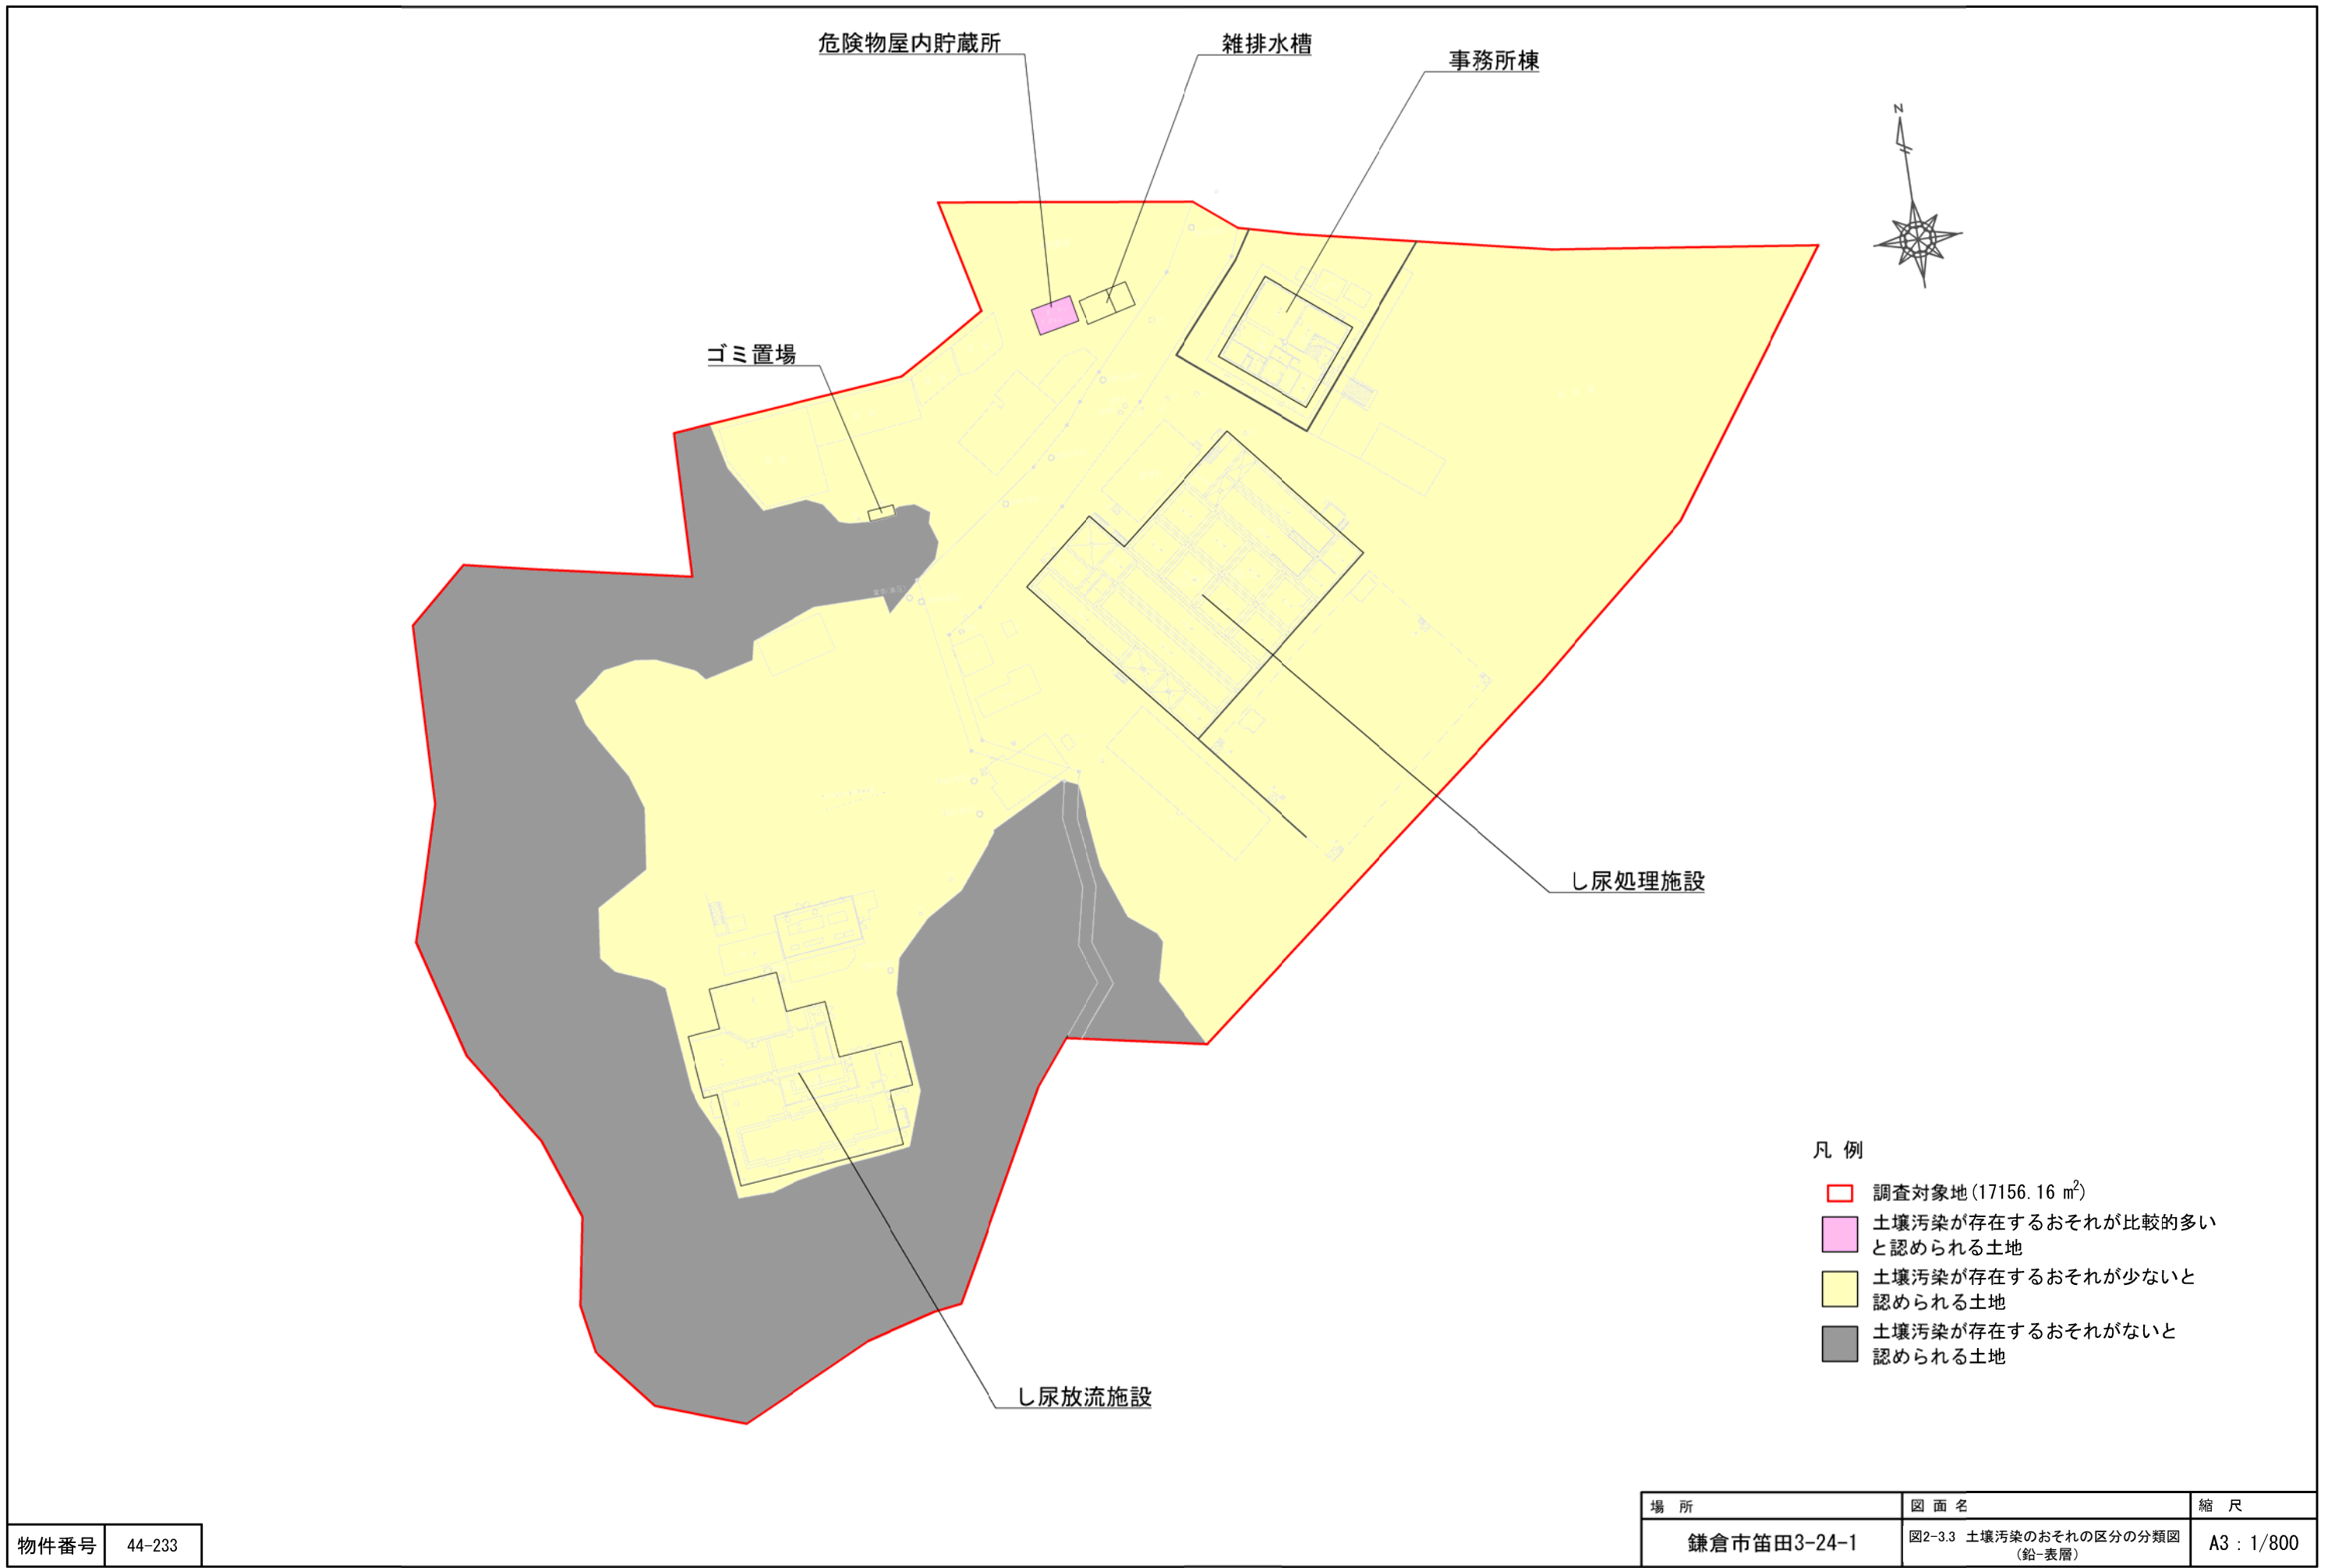 危険物屋内貯蔵所
雑排水槽
事務所棟
N
ゴミ置場
し尿処理施設
し尿放流施設
凡 例
調査対象地(17156.16 m²)
土壌汚染が存在するおそれが比較的多い
と認められる土地
土壌汚染が存在するおそれが少ないと
認められる土地
土壌汚染が存在するおそれがないと
認められる土地
場 所
図 面 名
縮 尺
鎌倉市笛田3-24-1
図2-3.3 土壌汚染のおそれの区分の分類図
(鉛-表層)
A3 : 1/800
物件番号
44-233